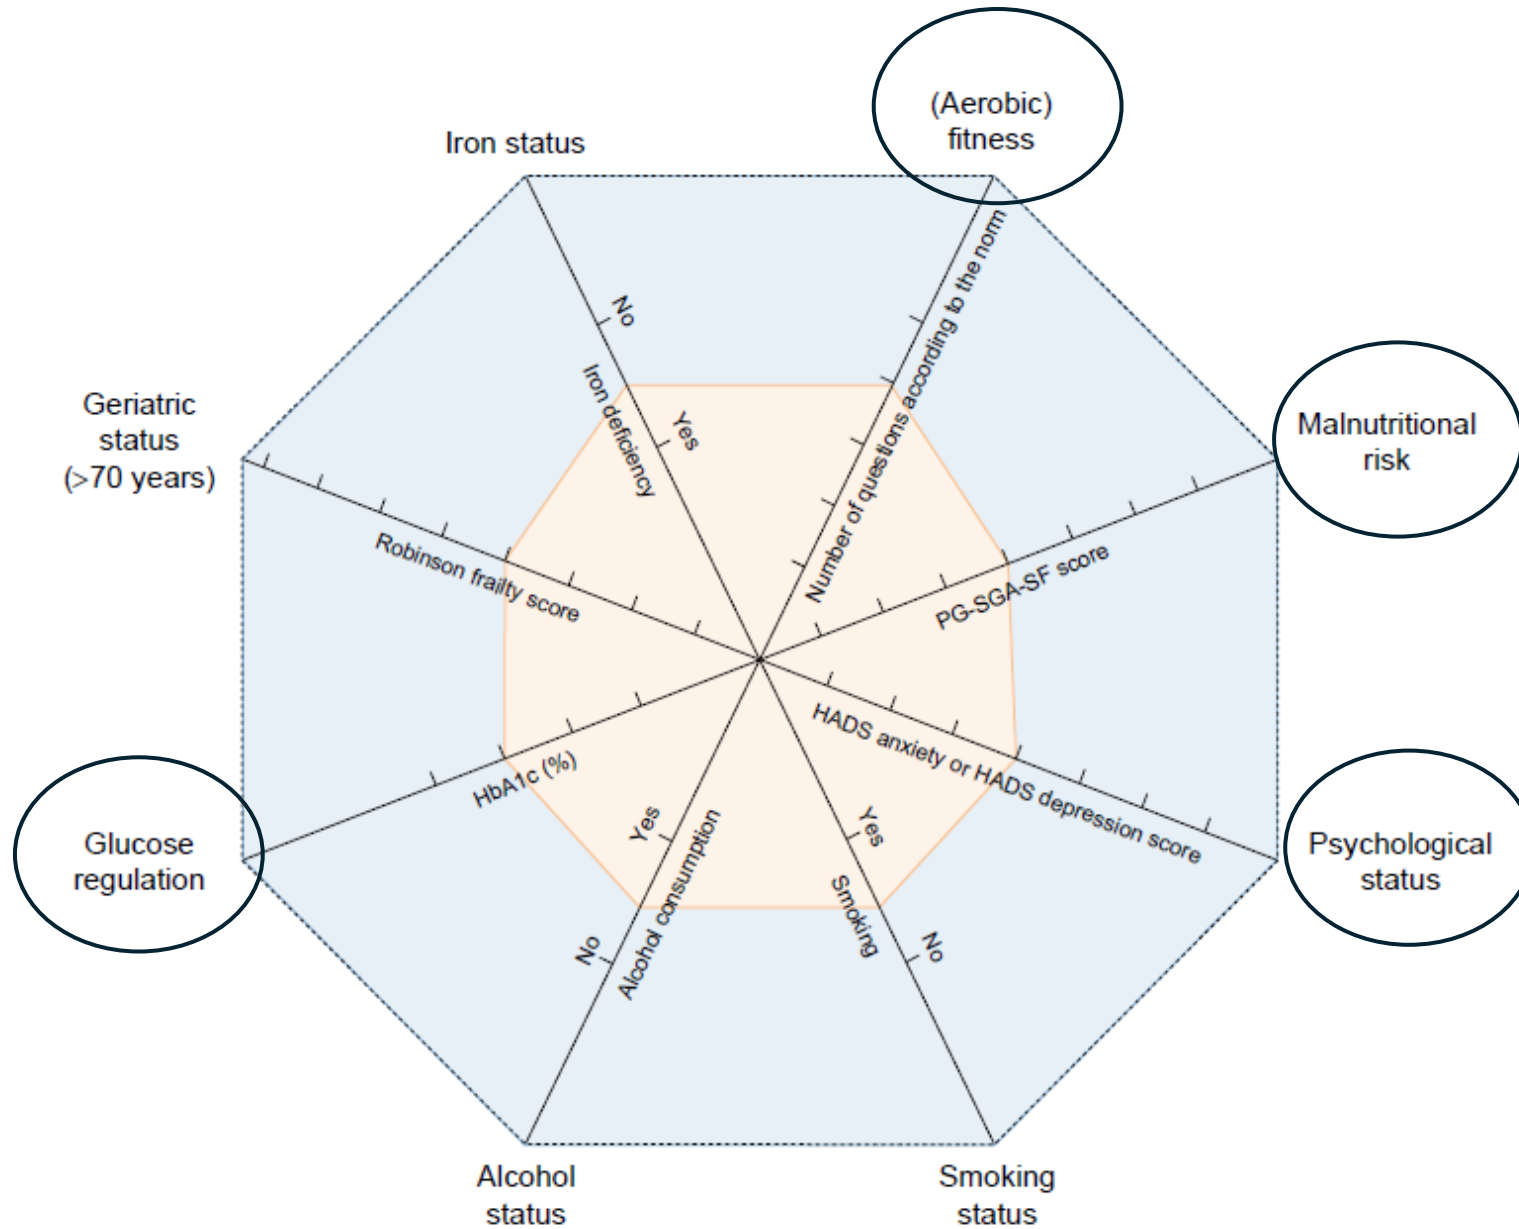 (Aerobic)
fitness
Iron status
Number of questions according to the norm
No
Iron deficiency
Yes
Geriatric
status
(>70 years)
Robinson frailty score
Malnutritional
risk
PG-SGA-SF score
HADS anxiety or HADS depression score
Psychological
status
HbA1c (%)
Glucose
regulation
Yes
Alcohol consumption
No
Yes
Smoking
No
Alcohol
status
Smoking
status